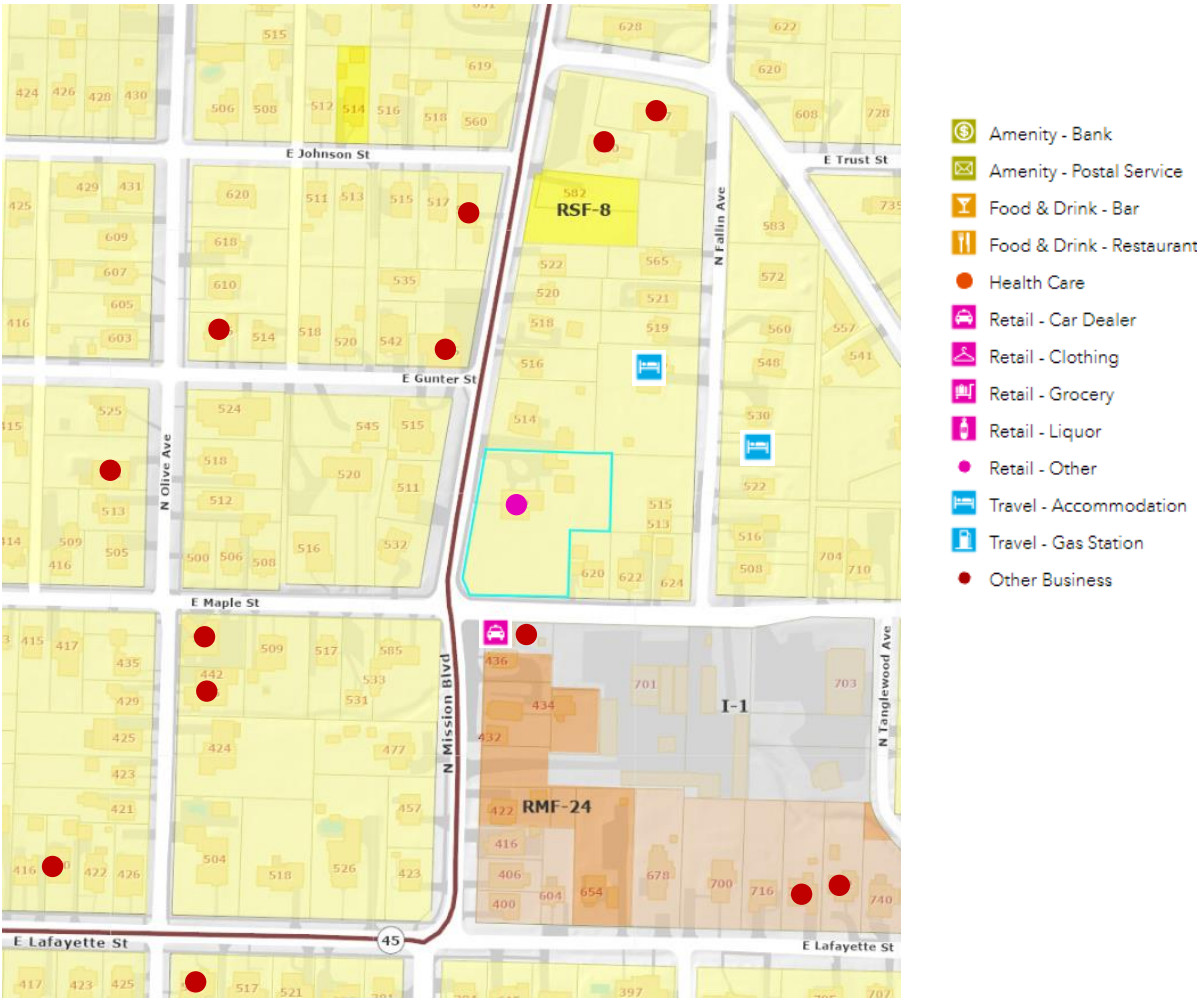 631
515
628
622
619
620
424 426 428 430
506 508
512 514 516
518 560
608 728
E Johnson St
E Trust St
429 431
425
620
511 513 515 517
582
RSF-8
735
609
618
583
607
610
535
522
565
572
605
520
521
416
603
514
518 520 542
518
519
560 557
516
548 541
E Gunter St
N Fallin Ave
525
524
545 515
514
530
415
N Olive Ave
518
520
511
522
513
512
515
513
414
509
505
416
500 506 508
516
532
516
508
704 710
620 622 624
E Maple St
415 417
435
509 517 585
436
442
533
531
701
703
429
434
I-1
N Tanglewood Ave
N Mission Blvd
425
424
477
432
423
421
457
422
RMF-24
416
504
518
526
423
406
678
700 716
416 422 426
400
604 654
740
E Lafayette St
45
E Lafayette St
417 423 425
517 521
397
707
Amenity - Bank
Amenity - Postal Service
Food & Drink - Bar
Food & Drink - Restaurant
Health Care
Retail - Car Dealer
Retail - Clothing
Retail - Grocery
Retail - Liquor
Retail - Other
Travel - Accommodation
Travel - Gas Station
Other Business